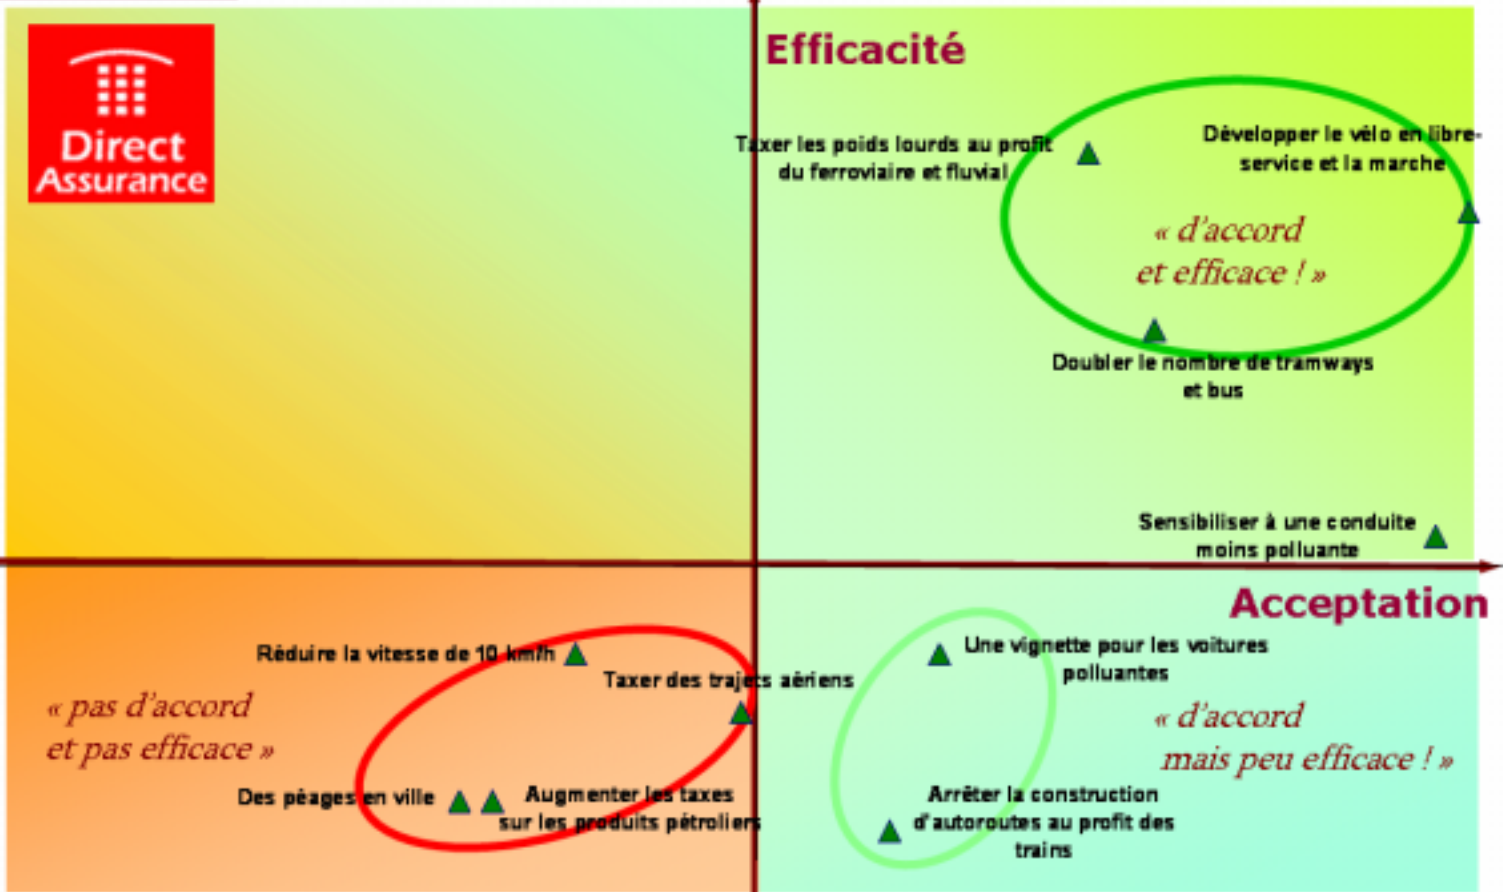 Direct
Assurance
Efficacité
Taxer les poids lourds au profit
du ferroviaire et fluvial
Développer le vélo en libre-
service et la marche
« d'accord
et efficace ! »
Doubler le nombre de tramways
et bus
Sensibiliser à une conduite
moins polluante
Acceptation
Réduire la vitesse de 10 km/h
Taxer des trajets aériens
« pas d'accord
et pas efficace »
Des péages en ville
Augmenter les taxes
sur les produits pétroliers
Une vignette pour les voitures
polluantes
« d'accord
mais peu efficace ! »
Arrêter la construction
d'autoroutes au profit des
trains